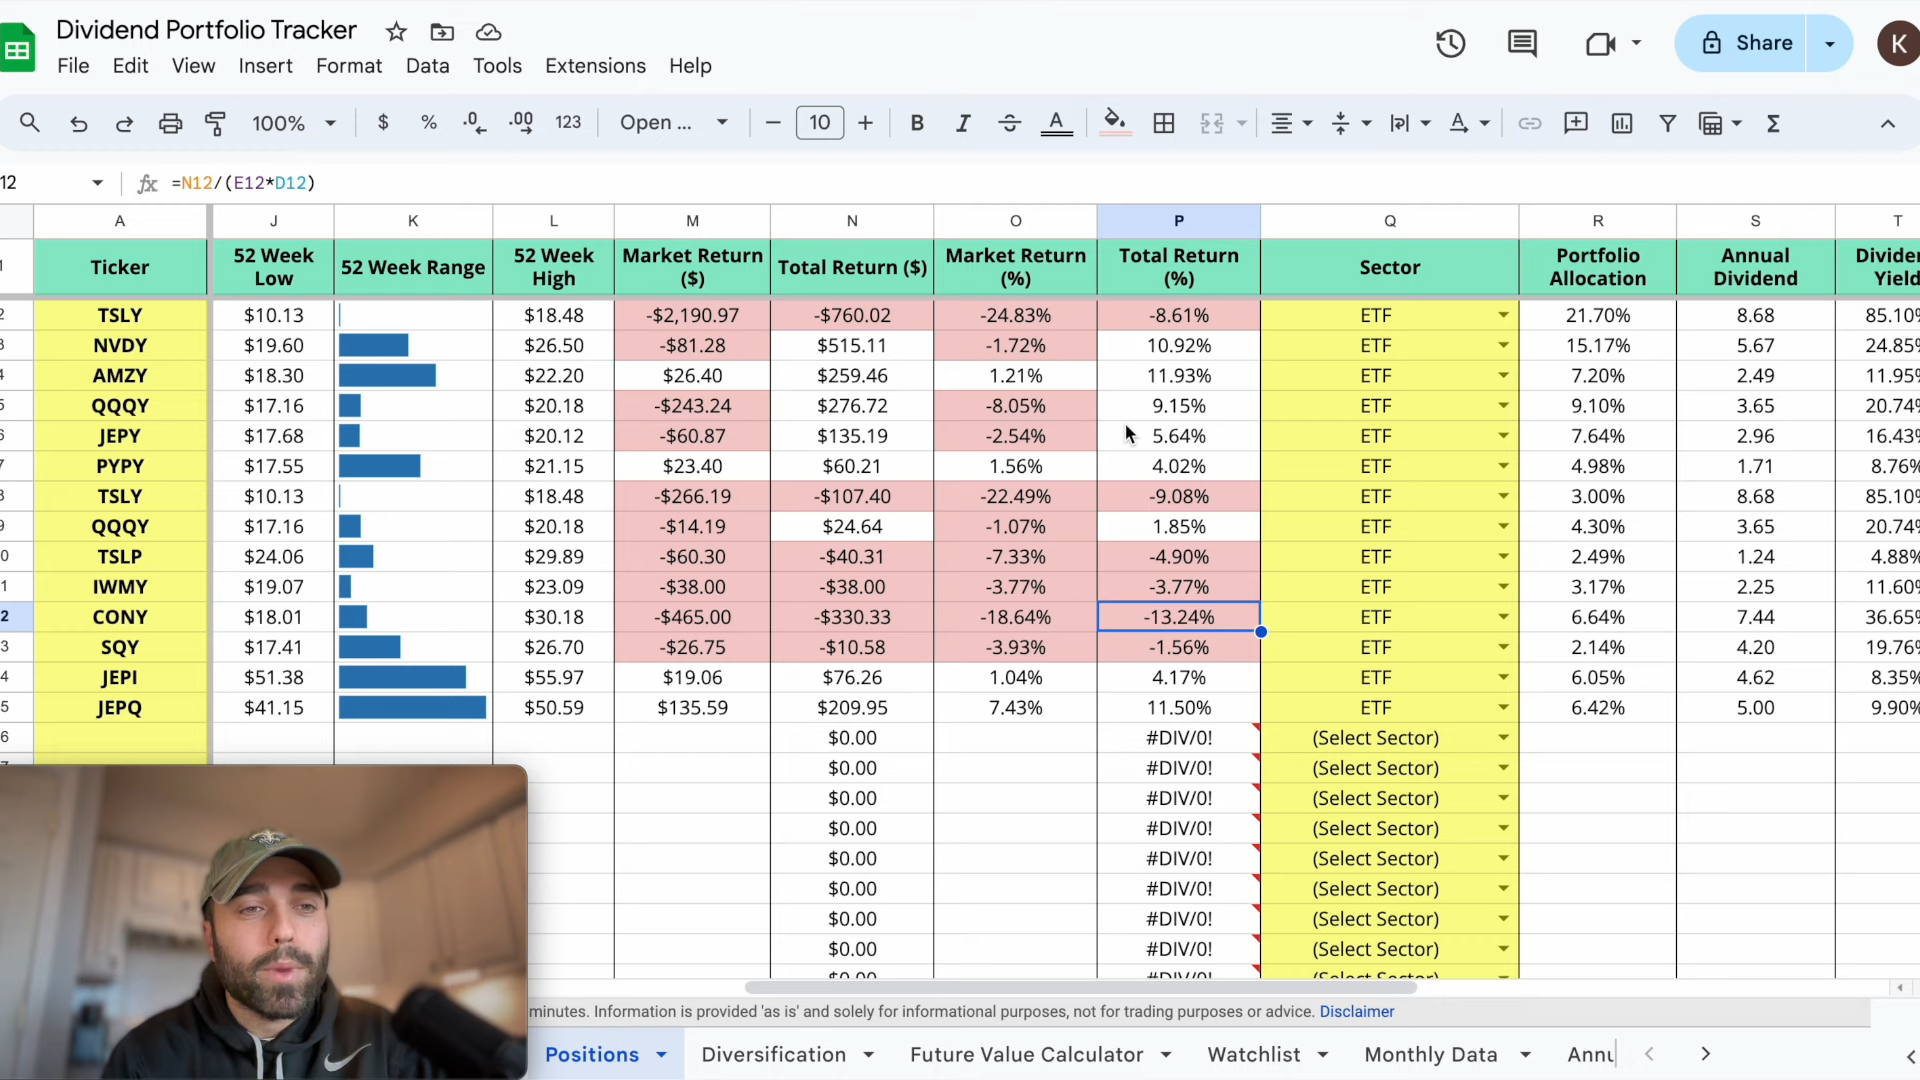 Dividend Portfolio Tracker
File Edit View Insert Format Data Tools Extensions Help
Share
K
100% $ % .0 .00 123 Open ... 10 B I A
12 fx =N12/(E12*D12)
A J K L M N O P Q R S T
1 Ticker 52 Week Low 52 Week Range 52 Week High Market Return ($) Total Return ($) Market Return (%) Total Return (%) Sector Portfolio Allocation Annual Dividend Yield
2 TSLY $10.13 $18.48 -$2,190.97 -$760.02 -24.83% -8.61% ETF 21.70% 8.68 85.10%
3 NVDY $19.60 $26.50 -$81.28 $515.11 -1.72% 10.92% ETF 15.17% 5.67 24.85%
4 AMZY $18.30 $22.20 $26.40 $259.46 1.21% 11.93% ETF 7.20% 2.49 11.95%
5 QQQY $17.16 $20.18 -$243.24 $276.72 -8.05% 9.15% ETF 9.10% 3.65 20.74%
6 JEPY $17.68 $20.12 -$60.87 $135.19 -2.54% 5.64% ETF 7.64% 2.96 16.43%
7 PYPY $17.55 $21.15 $23.40 $60.21 1.56% 4.02% ETF 4.98% 1.71 8.76%
8 TSLY $10.13 $18.48 -$266.19 -$107.40 -22.49% -9.08% ETF 3.00% 8.68 85.10%
9 QQQY $17.16 $20.18 -$14.19 $24.64 -1.07% 1.85% ETF 4.30% 3.65 20.74%
0 TSLP $24.06 $29.89 -$60.30 -$40.31 -7.33% -4.90% ETF 2.49% 1.24 4.88%
1 IWMY $19.07 $23.09 -$38.00 -$38.00 -3.77% -3.77% ETF 3.17% 2.25 11.60%
2 CONY $18.01 $30.18 -$465.00 -$330.33 -18.64% -13.24% ETF 6.64% 7.44 36.65%
3 SQY $17.41 $26.70 -$26.75 -$10.58 -3.93% -1.56% ETF 2.14% 4.20 19.76%
4 JEPI $51.38 $55.97 $19.06 $76.26 1.04% 4.17% ETF 6.05% 4.62 8.35%
5 JEPQ $41.15 $50.59 $135.59 $209.95 7.43% 11.50% ETF 6.42% 5.00 9.90%
6 $0.00 #DIV/0! (Select Sector)
$0.00 #DIV/0! (Select Sector)
$0.00 #DIV/0! (Select Sector)
$0.00 #DIV/0! (Select Sector)
$0.00 #DIV/0! (Select Sector)
$0.00 #DIV/0! (Select Sector)
$0.00 #DIV/0! (Select Sector)
$0.00 #DIV/0! (Select Sector)
minutes. Information is provided 'as is' and solely for informational purposes, not for trading purposes or advice. Disclaimer
Positions Diversification Future Value Calculator Watchlist Monthly Data